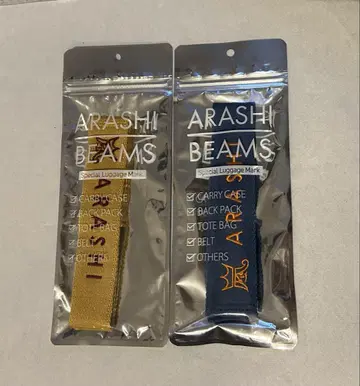 ARASHI
BEAMS
Special Luggage Mark
CARRY CASE
BACK PACK
TOTE BAG
BELT
OTHERS
ARASHI
ARASHI
BEAMS
Special Luggage Mark
CARRY CASE
BACK PACK
TOTE BAG
BELT
OTHERS
ARASHI